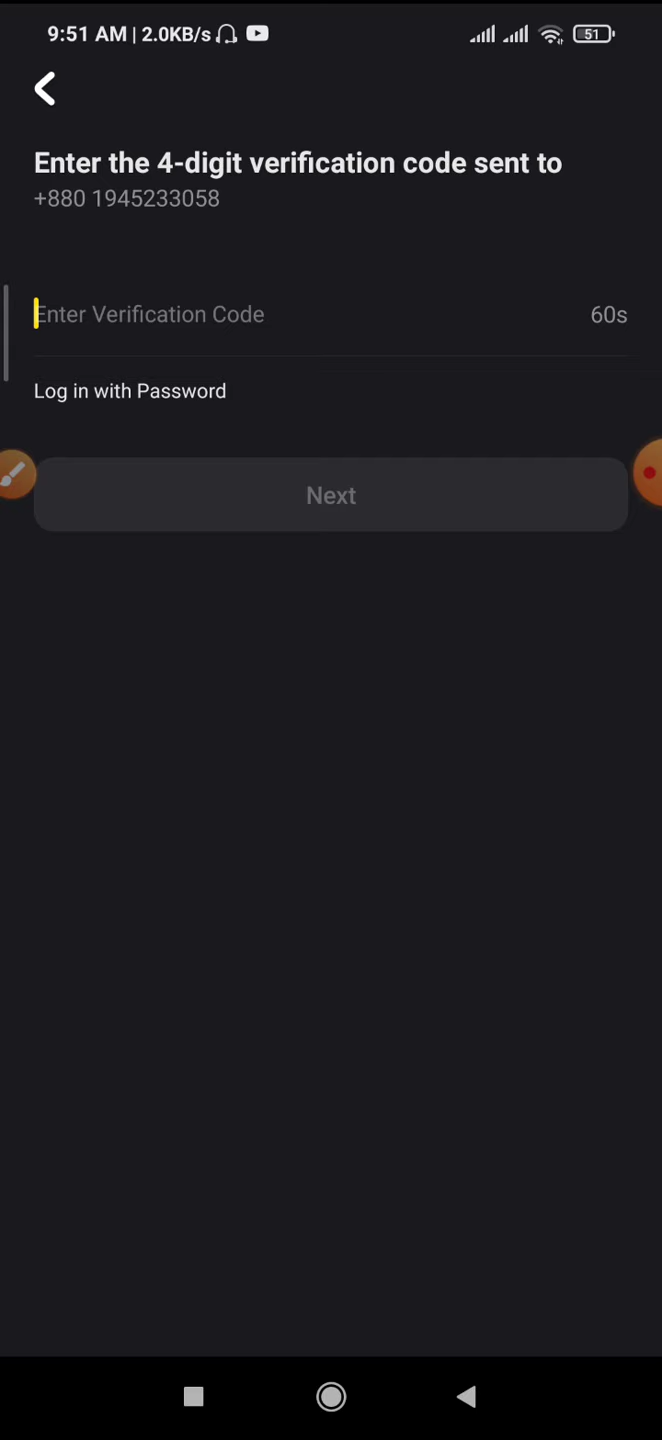 9:51 AM | 2.0KB/s 51
Enter the 4-digit verification code sent to
+880 1945233058
Enter Verification Code 60s
Log in with Password
Next